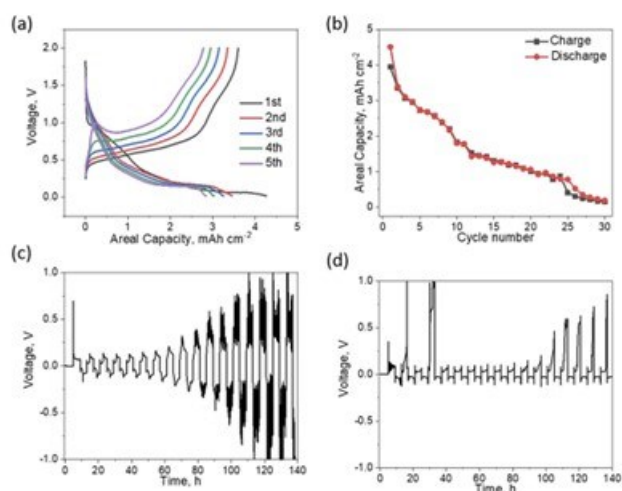 (a)
Voltage, V
2.0
1.5
1.0
0.5
0.0
1st
2nd
3rd
4th
5th
0 1 2 3 4 5
Areal Capacity, mAh cm⁻²
(b)
Areal Capacity, mAh cm⁻²
5
4
3
2
1
0
Charge
Discharge
0 5 10 15 20 25 30
Cycle number
(c)
Voltage, V
1.0
0.5
0.0
-0.5
-1.0
0 20 40 60 80 100 120 140
Time, h
(d)
Voltage, V
1.0
0.5
0.0
-0.5
-1.0
0 20 40 60 80 100 120 140
Time, h